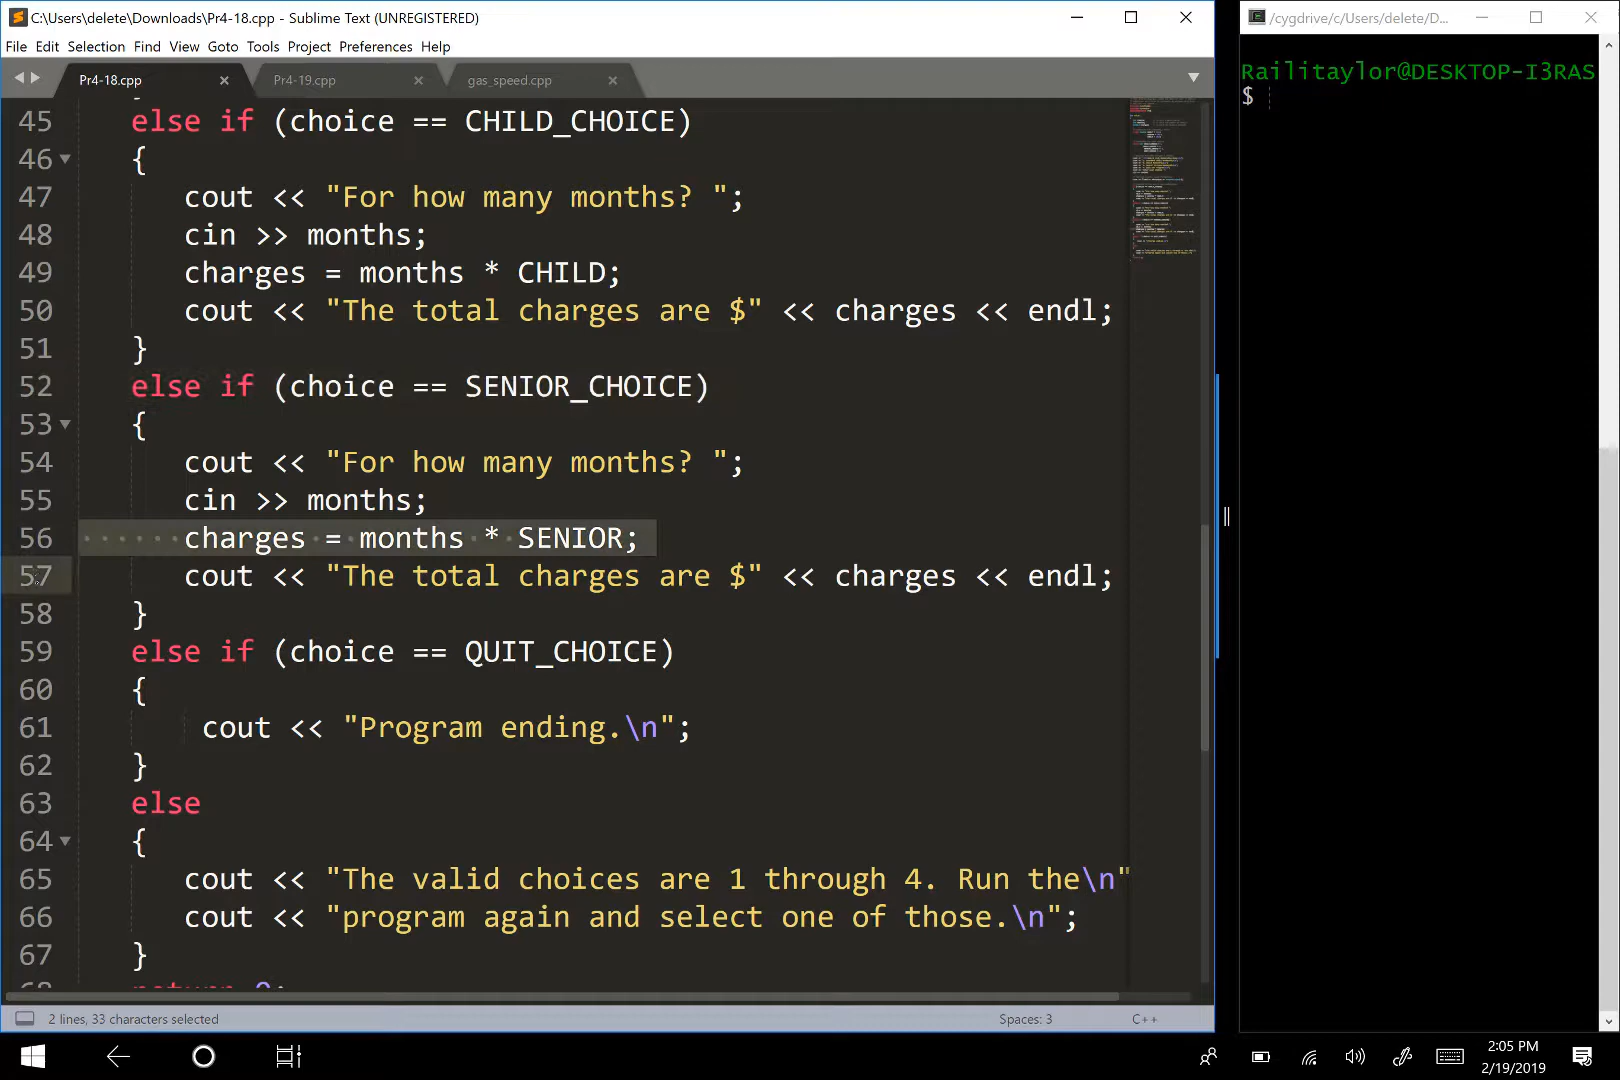 C:\Users\delete\Downloads\Pr4-18.cpp - Sublime Text (UNREGISTERED)
File Edit Selection Find View Goto Tools Project Preferences Help
Pr4-18.cpp Pr4-19.cpp gas_speed.cpp
45 else if (choice == CHILD_CHOICE)
46 {
47 cout << "For how many months? ";
48 cin >> months;
49 charges = months * CHILD;
50 cout << "The total charges are $" << charges << endl;
51 }
52 else if (choice == SENIOR_CHOICE)
53 {
54 cout << "For how many months? ";
55 cin >> months;
56 charges = months * SENIOR;
57 cout << "The total charges are $" << charges << endl;
58 }
59 else if (choice == QUIT_CHOICE)
60 {
61 cout << "Program ending.\n";
62 }
63 else
64 {
65 cout << "The valid choices are 1 through 4. Run the\n"
66 cout << "program again and select one of those.\n";
67 }
68 return 0;
2 lines, 33 characters selected
Spaces: 3 C++
/cygdrive/c/Users/delete/D...
Railitaylor@DESKTOP-I3RAS
$
2:05 PM
2/19/2019